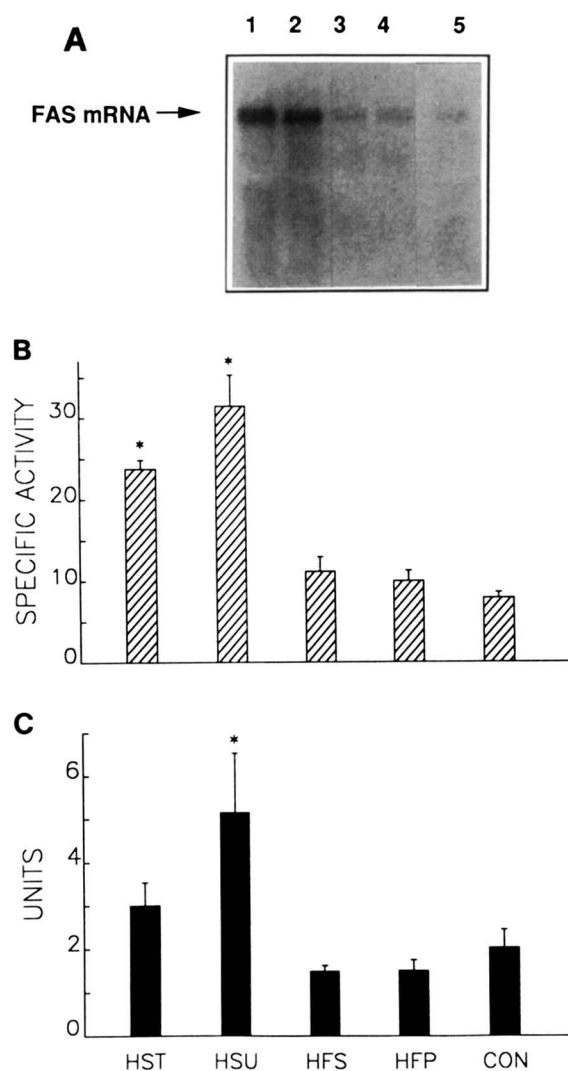 A
1 2 3 4 5
FAS mRNA
B
*
*
30
20
10
0
SPECIFIC ACTIVITY
C
*
6
4
2
0
UNITS
HST HSU HFS HFP CON